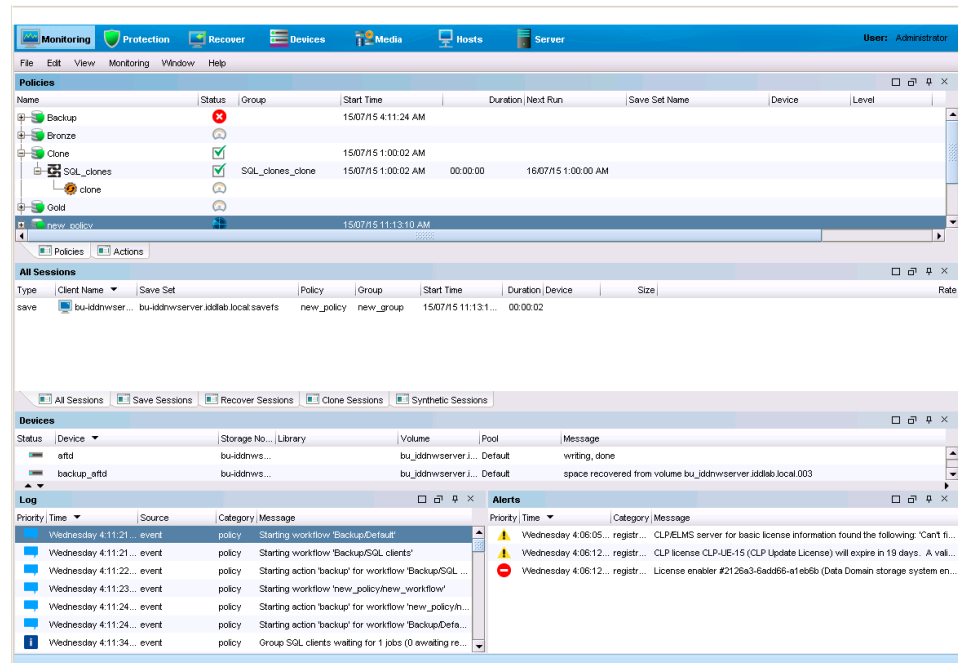 Monitoring Protection Recover Devices Media Hosts Server User: Administrator
File Edit View Monitoring Window Help
Policies
Name Status Group Start Time Duration Next Run Save Set Name Device Level
Backup 15/07/15 4:11:24 AM
Bronze
Clone 15/07/15 1:00:02 AM
SQL_clones SQL_clones_clone 15/07/15 1:00:02 AM 00:00:00 16/07/15 1:00:00 AM
clone
Gold
new_policy 15/07/15 11:13:10 AM
Policies Actions
All Sessions
Type Client Name Save Set Policy Group Start Time Duration Device Size Rate
save bu-iddnwser... bu-iddnwserver.iddlab.local:savefs new_policy new_group 15/07/15 11:13:1... 00:00:02
All Sessions Save Sessions Recover Sessions Clone Sessions Synthetic Sessions
Devices
Status Device Storage No... Library Volume Pool Message
aftd bu-iddnws... bu_iddnwserver.i... Default writing, done
backup_aftd bu-iddnws... bu_iddnwserver.i... Default space recovered from volume bu_iddnwserver.iddlab.local.003
Log
Priority Time Source Category Message
Wednesday 4:11:21... event policy Starting workflow 'Backup/Default'
Wednesday 4:11:21... event policy Starting workflow 'Backup/SQL clients'
Wednesday 4:11:22... event policy Starting action 'backup' for workflow 'Backup/SQL ...
Wednesday 4:11:23... event policy Starting workflow 'new_policy/new_workflow'
Wednesday 4:11:24... event policy Starting action 'backup' for workflow 'new_policy/n...
Wednesday 4:11:24... event policy Starting action 'backup' for workflow 'Backup/Defa...
Wednesday 4:11:34... event policy Group SQL clients waiting for 1 jobs (0 awaiting re...
Alerts
Priority Time Category Message
Wednesday 4:06:05... registr... CLP/ELMS server for basic license information found the following: 'Can't fi...
Wednesday 4:06:12... registr... CLP license CLP-UE-15 (CLP Update License) will expire in 19 days. A vali...
Wednesday 4:06:12... registr... License enabler #2126a3-6add66-a1eb6b (Data Domain storage system en...